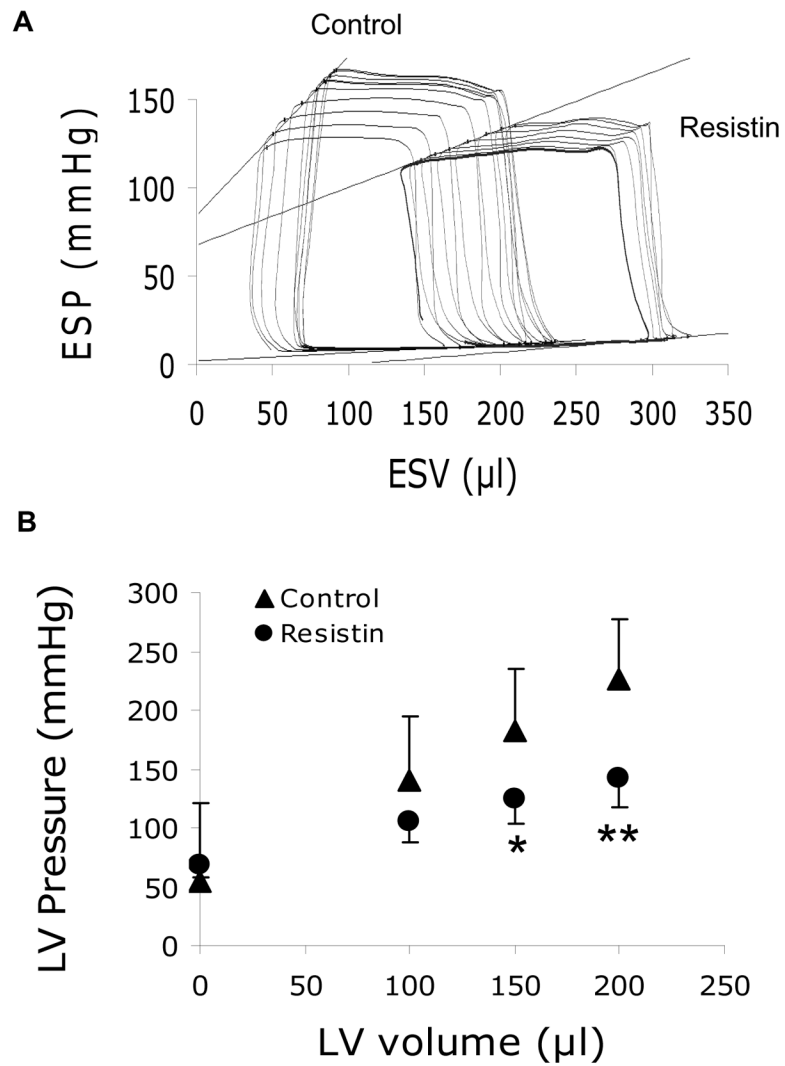 A
Control
Resistin
150
100
50
0
ESP (mmHg)
0 50 100 150 200 250 300 350
ESV (µl)
B
▲ Control
● Resistin
300
250
200
150
100
50
0
LV Pressure (mmHg)
*
**
0 50 100 150 200 250
LV volume (µl)